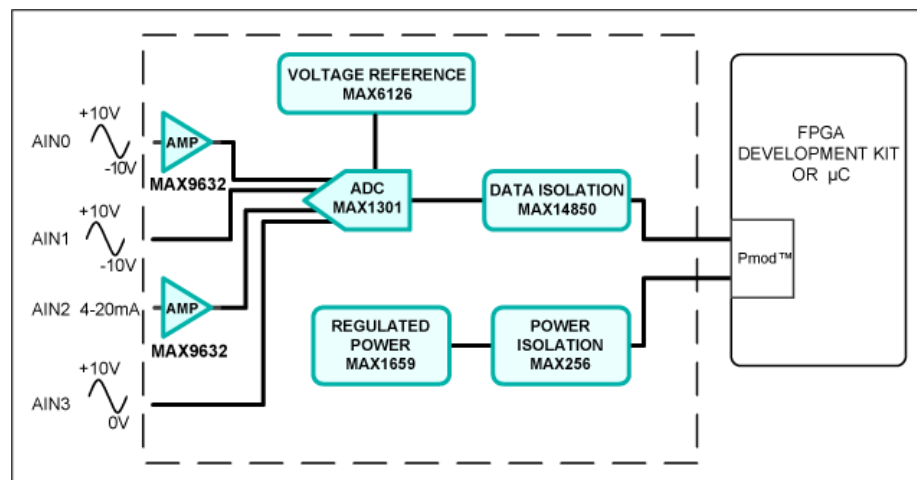 VOLTAGE REFERENCE
MAX6126
FPGA
DEVELOPMENT KIT
OR µC
+10V
AIN0
-10V
AMP
MAX9632
ADC
MAX1301
DATA ISOLATION
MAX14850
+10V
AIN1
-10V
Pmod™
AIN2 4-20mA
AMP
MAX9632
REGULATED
POWER
MAX1659
POWER
ISOLATION
MAX256
+10V
AIN3
0V